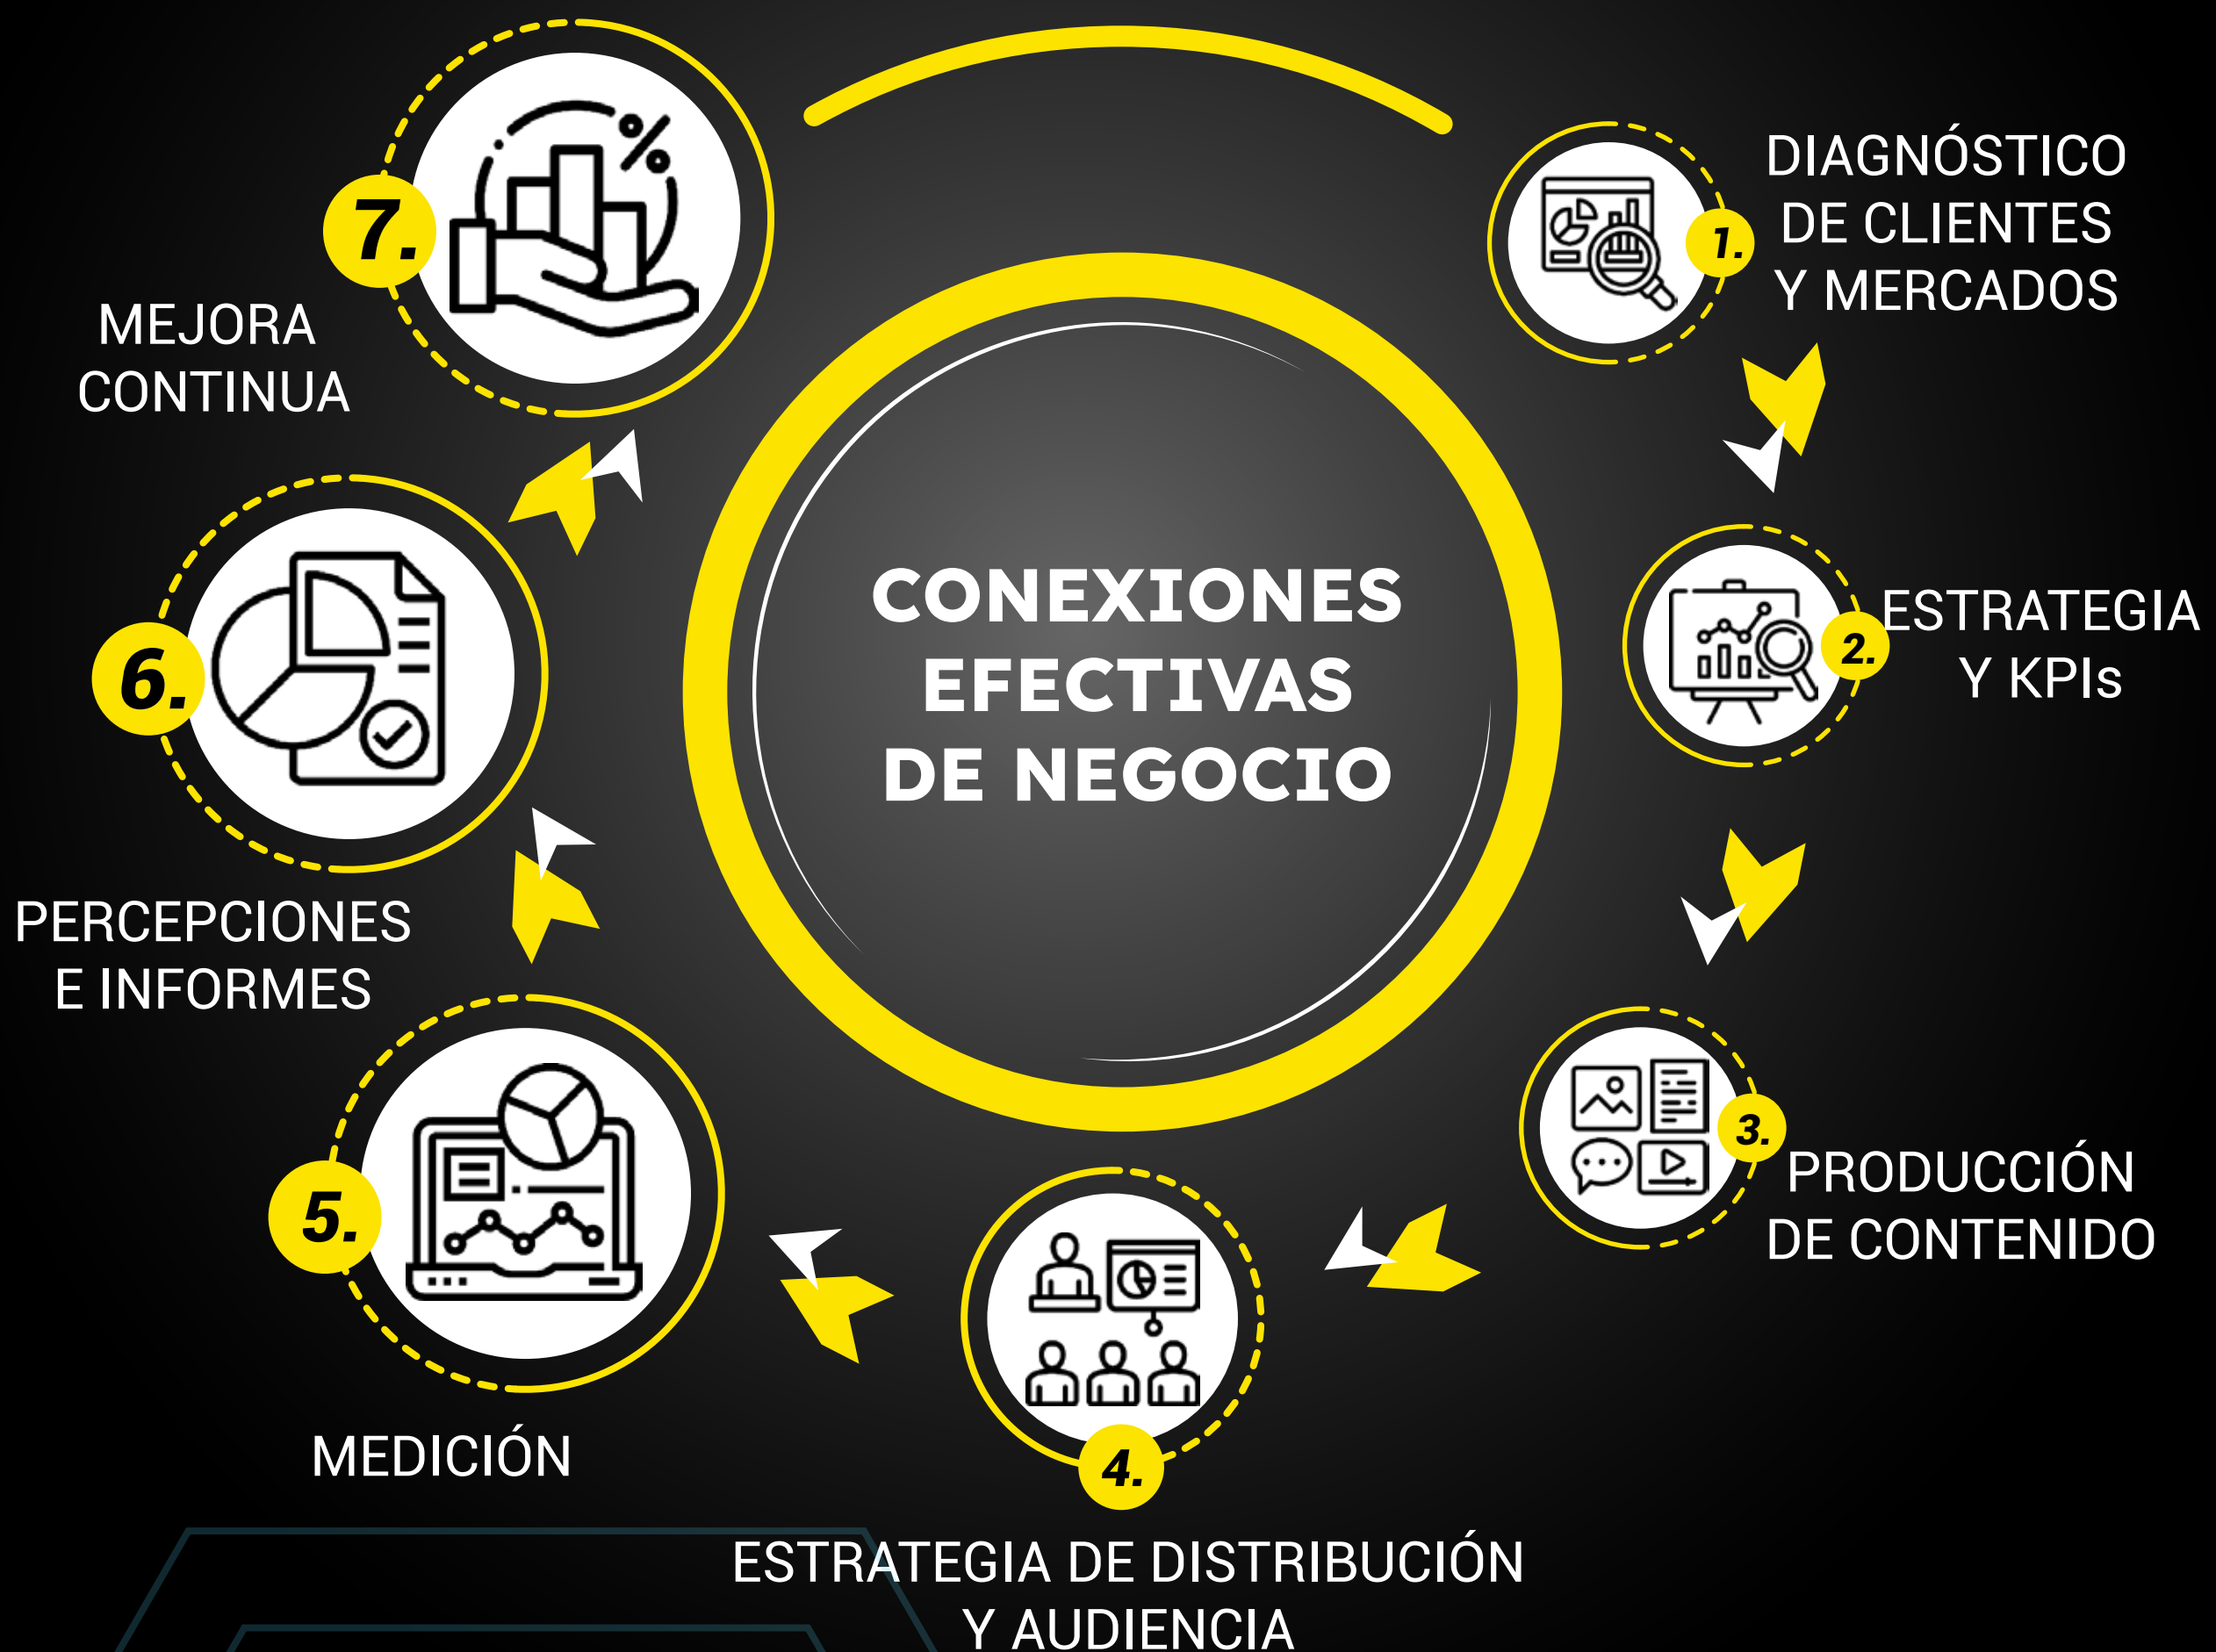 CONEXIONES
EFECTIVAS
DE NEGOCIO
1.
DIAGNÓSTICO
DE CLIENTES
Y MERCADOS
2.
ESTRATEGIA
Y KPIs
3.
PRODUCCIÓN
DE CONTENIDO
4.
ESTRATEGIA DE DISTRIBUCIÓN
Y AUDIENCIA
5.
MEDICIÓN
6.
PERCEPCIONES
E INFORMES
7.
MEJORA
CONTINUA
%